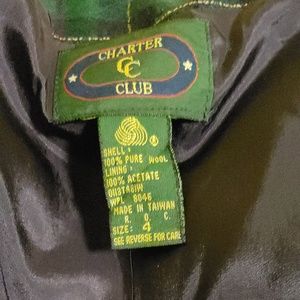 CHARTER
CC
CLUB
SHELL:
100% PURE WOOL
LINING:
100% ACETATE
WPL 8046
MADE IN TAIWAN
R. O. C.
SIZE: 4
SEE REVERSE FOR CARE